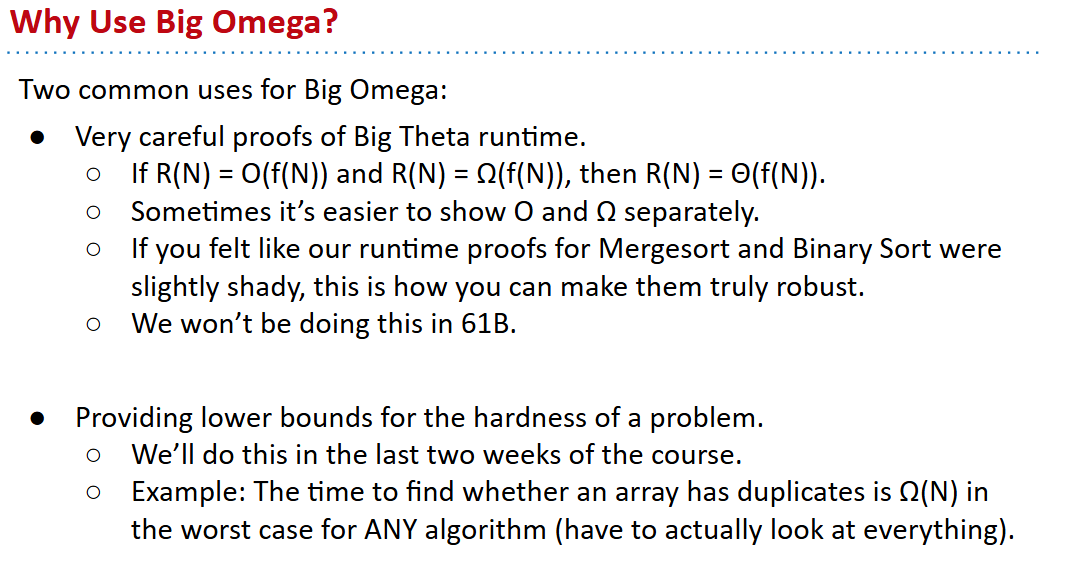 Why Use Big Omega?
Two common uses for Big Omega:
● Very careful proofs of Big Theta runtime.
○ If R(N) = O(f(N)) and R(N) = Ω(f(N)), then R(N) = Θ(f(N)).
○ Sometimes it’s easier to show O and Ω separately.
○ If you felt like our runtime proofs for Mergesort and Binary Sort were
slightly shady, this is how you can make them truly robust.
○ We won’t be doing this in 61B.
● Providing lower bounds for the hardness of a problem.
○ We’ll do this in the last two weeks of the course.
○ Example: The time to find whether an array has duplicates is Ω(N) in
the worst case for ANY algorithm (have to actually look at everything).